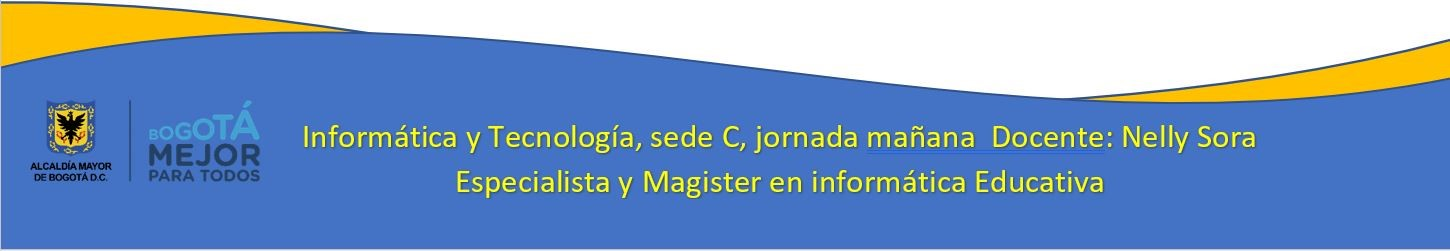 ALCALDÍA MAYOR
DE BOGOTÁ D.C.
BOGOTÁ
MEJOR
PARA TODOS
Informática y Tecnología, sede C, jornada mañana  Docente: Nelly Sora
Especialista y Magister en informática Educativa